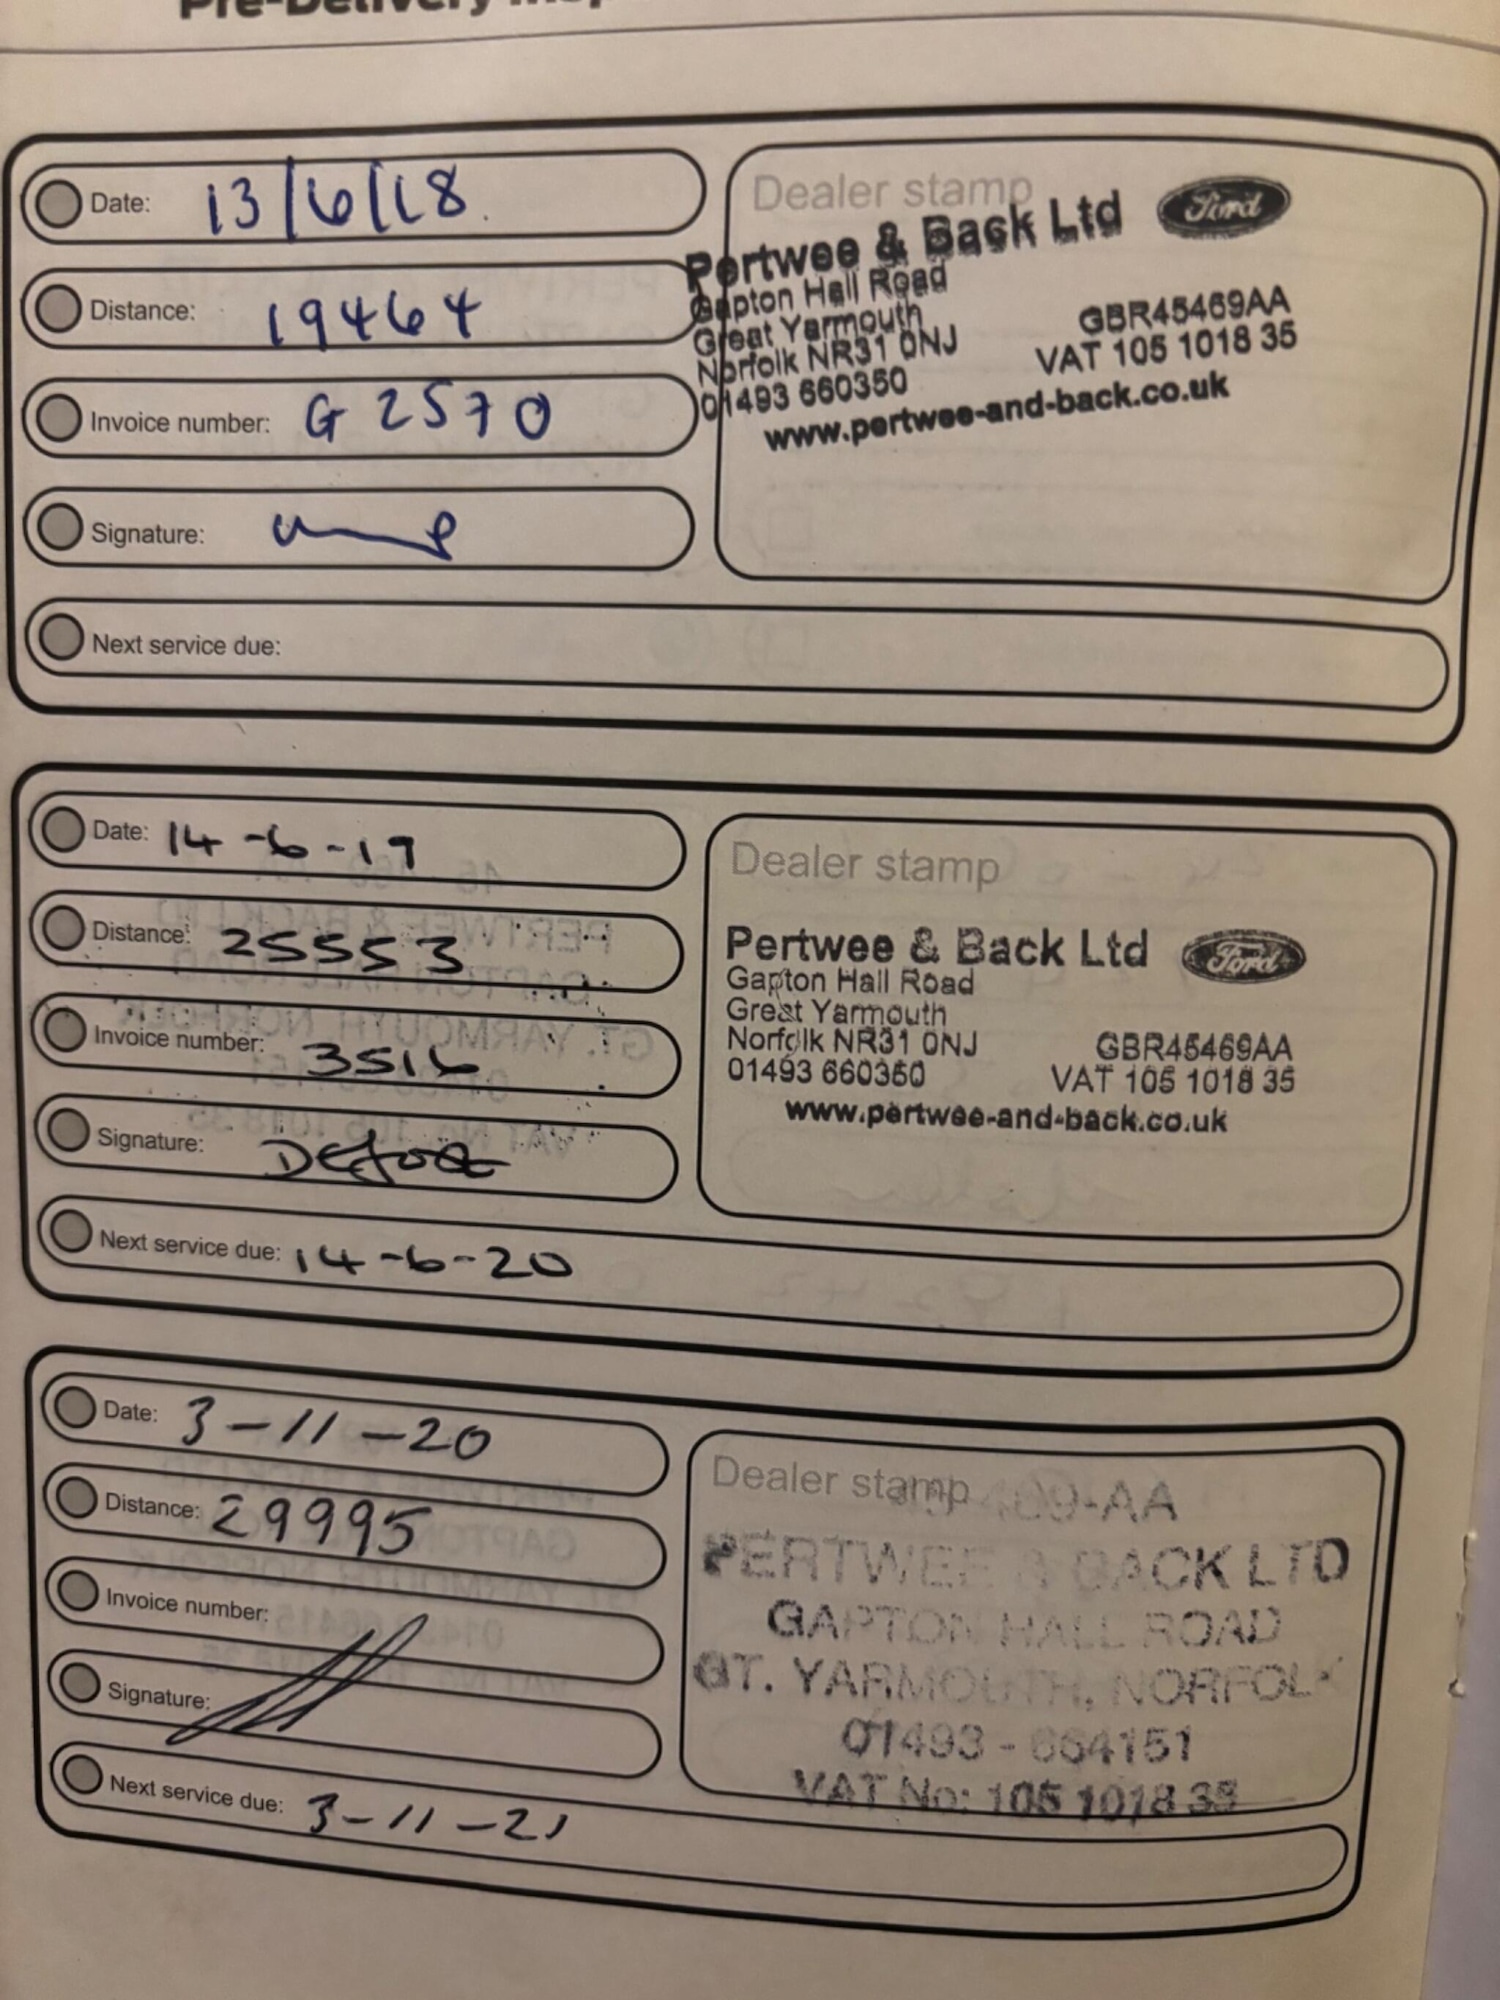 Pre-Delivery
Date: 13/6/18
Distance: 19464
Invoice number: G 2570
Signature:
Next service due:
Dealer stamp
Pertwee & Back Ltd Ford
Gapton Hall Road
Great Yarmouth GBR45469AA
Norfolk NR31 0NJ VAT 105 1018 35
01493 660350
www.pertwee-and-back.co.uk
Date: 14-6-19
Distance: 25553
Invoice number: 3516
Signature:
Next service due: 14-6-20
Dealer stamp
Pertwee & Back Ltd Ford
Gapton Hall Road
Great Yarmouth
Norfolk NR31 0NJ GBR45469AA
01493 660350 VAT 105 1018 35
www.pertwee-and-back.co.uk
Date: 3-11-20
Distance: 29995
Invoice number:
Signature:
Next service due: 3-11-21
Dealer stamp
PERTWEE & BACK LTD
GAPTON HALL ROAD
GT. YARMOUTH, NORFOLK
01493 - 664151
VAT No: 105 1018 35